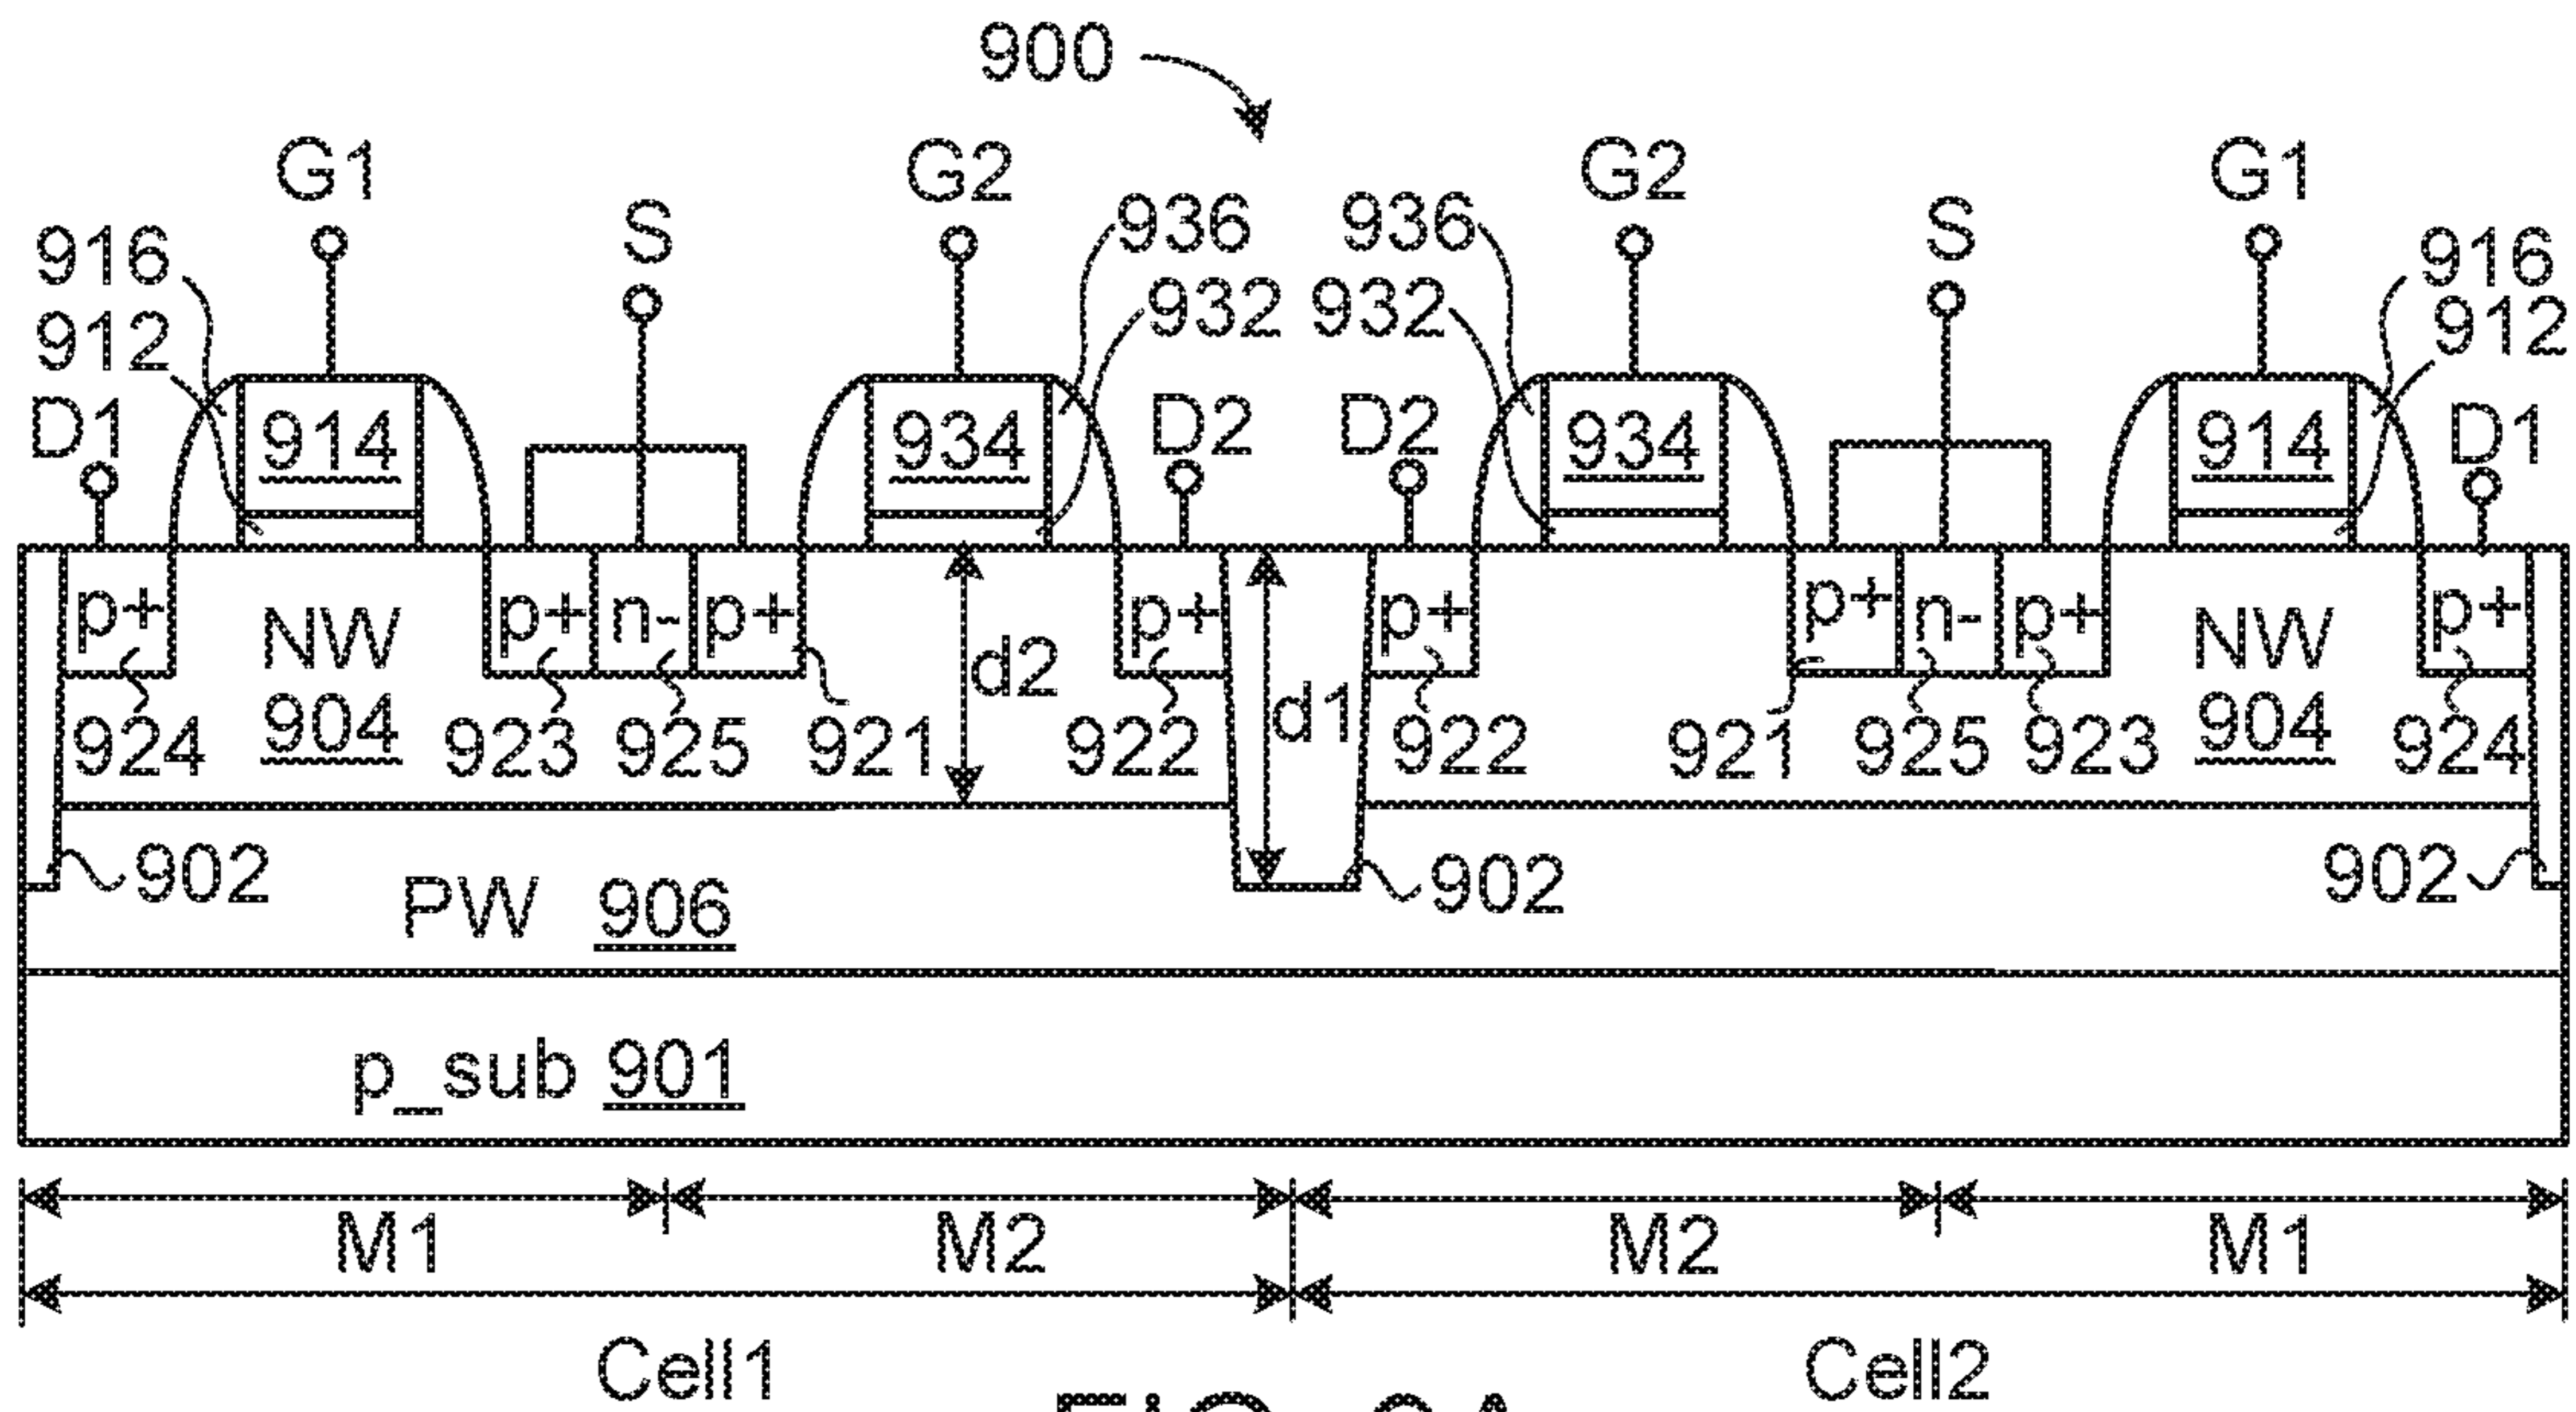 900
G1 G2 G2 G1
S 936 936 S
916 932 932 916
912 912
D1 914 934 D2 D2 934 914 D1
p+ NW p+ n- p+ p+ p+ p+ n- p+ NW p+
d2 d1
924 904 923 925 921 922 922 921 925 923 904 924
902 902 902
PW 906
p_sub 901
M1 M2 M2 M1
Cell1 Cell2